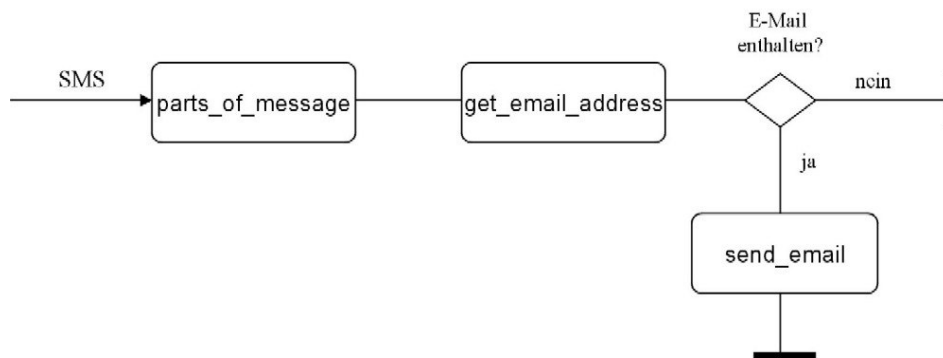 E-Mail
enthalten?
SMS
parts_of_message
get_email_address
nein
ja
send_email